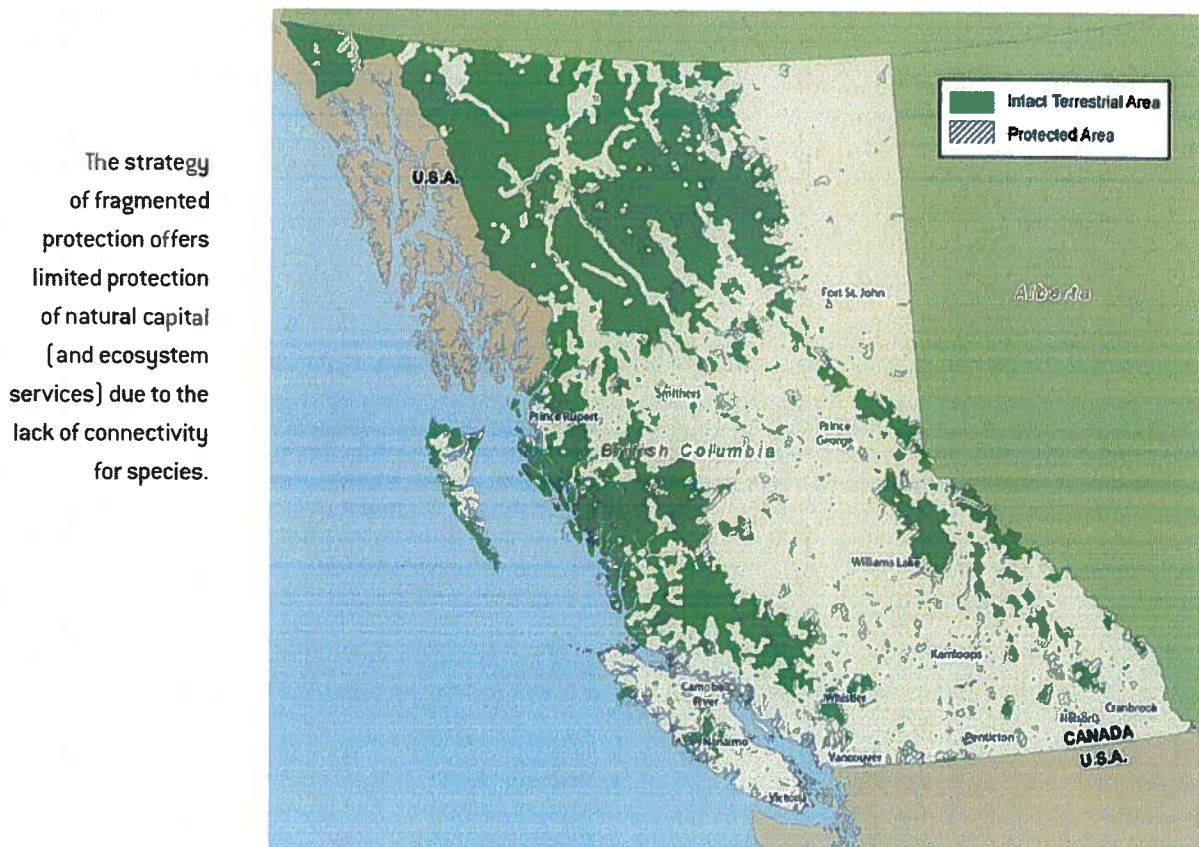 The strategy
of fragmented
protection offers
limited protection
of natural capital
(and ecosystem
services) due to the
lack of connectivity
for species.
Intact Terrestrial Area
Protected Area
U.S.A.
Alberta
Fort St. John
Smithers
Prince Rupert
Prince
George
British Columbia
Williams Lake
Kamloops
Campbell
River
Whistler
Cranbrook
Nelson
Nanaimo
Penticton
CANADA
Vancouver
U.S.A.
Victoria